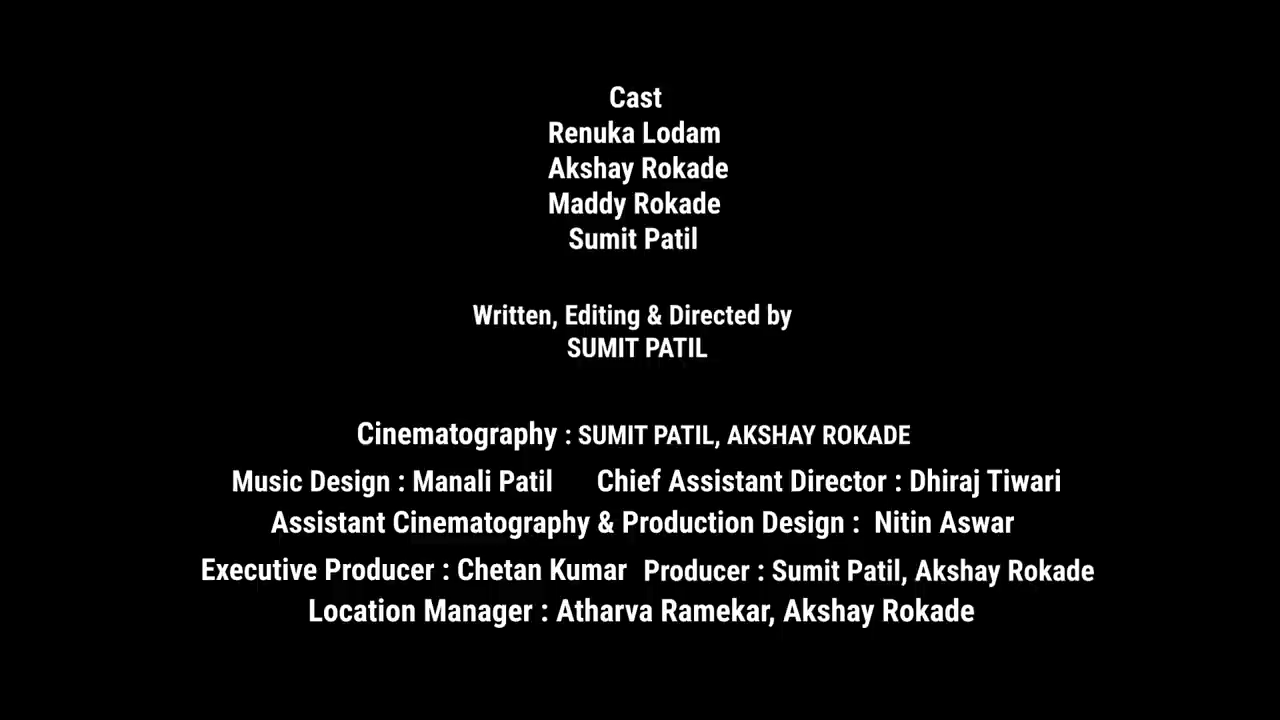 Cast
Renuka Lodam
Akshay Rokade
Maddy Rokade
Sumit Patil
Written, Editing & Directed by
SUMIT PATIL
Cinematography : SUMIT PATIL, AKSHAY ROKADE
Music Design : Manali Patil Chief Assistant Director : Dhiraj Tiwari
Assistant Cinematography & Production Design : Nitin Aswar
Executive Producer : Chetan Kumar Producer : Sumit Patil, Akshay Rokade
Location Manager : Atharva Ramekar, Akshay Rokade